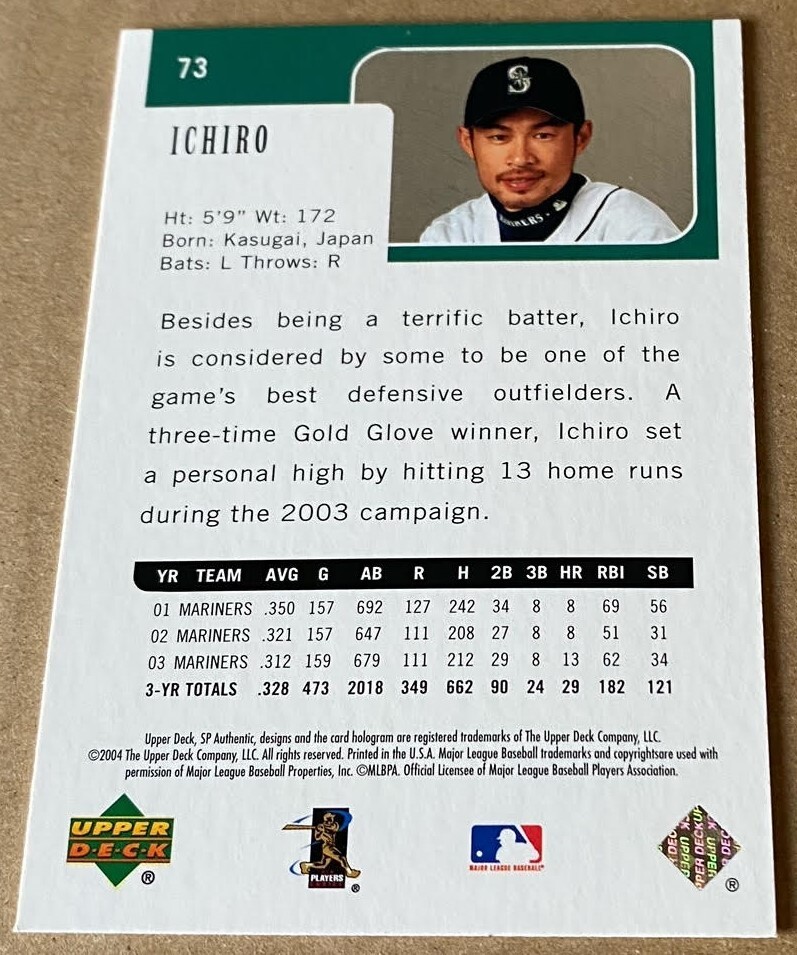 73
S
ICHIRO
MARINERS
Ht: 5'9" Wt: 172
Born: Kasugai, Japan
Bats: L Throws: R
Besides being a terrific batter, Ichiro
is considered by some to be one of the
game's best defensive outfielders. A
three-time Gold Glove winner, Ichiro set
a personal high by hitting 13 home runs
during the 2003 campaign.
YR TEAM AVG G AB R H 2B 3B HR RBI SB
01 MARINERS .350 157 692 127 242 34 8 8 69 56
02 MARINERS .321 157 647 111 208 27 8 8 51 31
03 MARINERS .312 159 679 111 212 29 8 13 62 34
3-YR TOTALS .328 473 2018 349 662 90 24 29 182 121
Upper Deck, SP Authentic, designs and the card hologram are registered trademarks of The Upper Deck Company, LLC.
©2004 The Upper Deck Company, LLC. All rights reserved. Printed in the U.S.A. Major League Baseball trademarks and copyrightsare used with
permission of Major League Baseball Properties, Inc. ©MLBPA. Official Licensee of Major League Baseball Players Association.
UPPER
D·E·C·K
®
PLAYERS
CHOICE
®
MAJOR LEAGUE BASEBALL
UPPER DECK
®